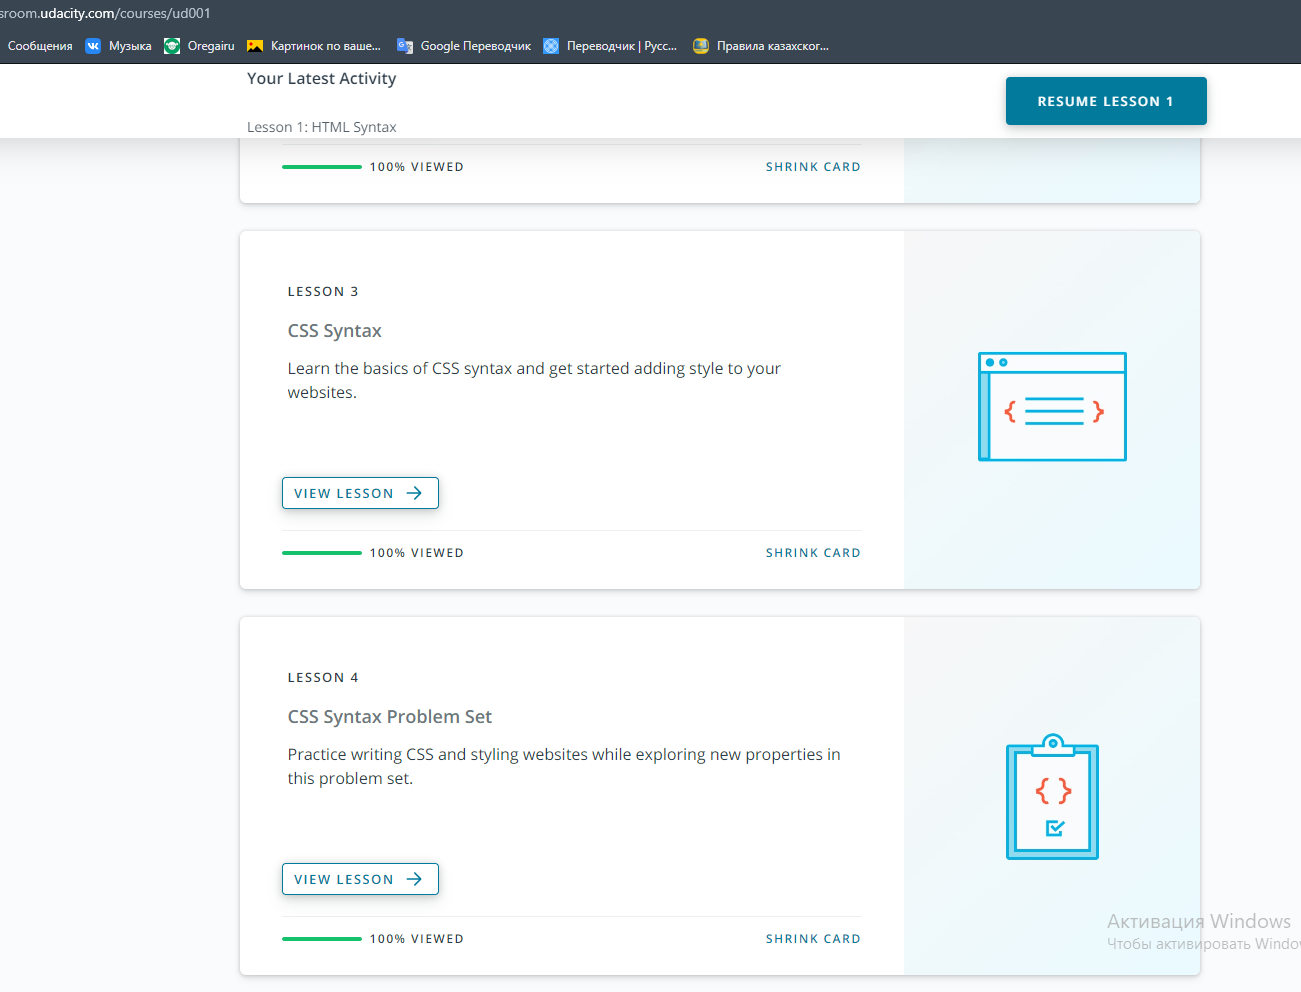 sroom.udacity.com/courses/ud001
Сообщения Музыка Oregairu Картинок по ваше... Google Переводчик Переводчик | Русс... Правила казахског...
Your Latest Activity
RESUME LESSON 1
Lesson 1: HTML Syntax
100% VIEWED SHRINK CARD
LESSON 3
CSS Syntax
Learn the basics of CSS syntax and get started adding style to your
websites.
VIEW LESSON
100% VIEWED SHRINK CARD
LESSON 4
CSS Syntax Problem Set
Practice writing CSS and styling websites while exploring new properties in
this problem set.
VIEW LESSON
Активация Windows
100% VIEWED SHRINK CARD
Чтобы активировать Windo